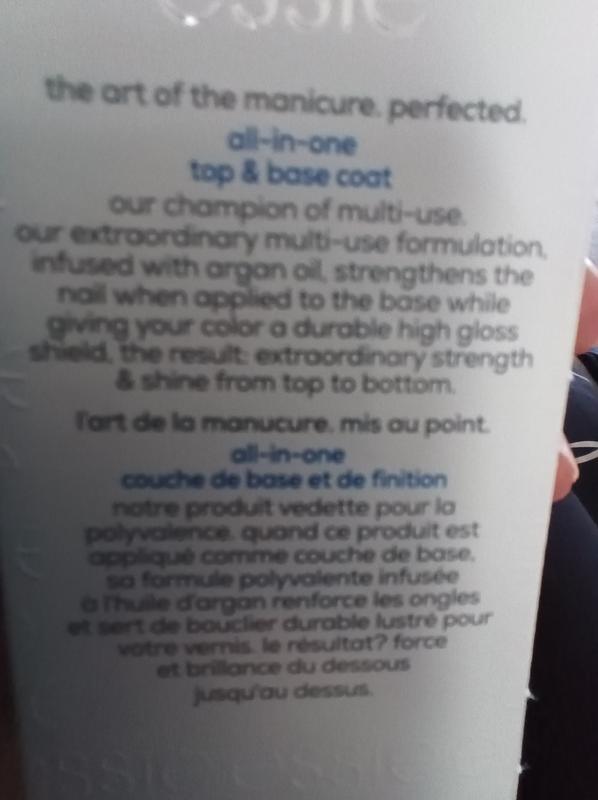 essie
the art of the manicure. perfected.
all-in-one
top & base coat
our champion of multi-use.
our extraordinary multi-use formulation,
infused with argan oil, strengthens the
nail when applied to the base while
giving your color a durable high gloss
shield. the result: extraordinary strength
& shine from top to bottom.
l'art de la manucure. mis au point.
all-in-one
couche de base et de finition
notre produit vedette pour la
polyvalence. quand ce produit est
appliqué comme couche de base,
sa formule polyvalente infusée
à l'huile d'argan renforce les ongles
et sert de bouclier durable lustré pour
votre vernis. le résultat? force
et brillance du dessous
jusqu'au dessus.
essie essie